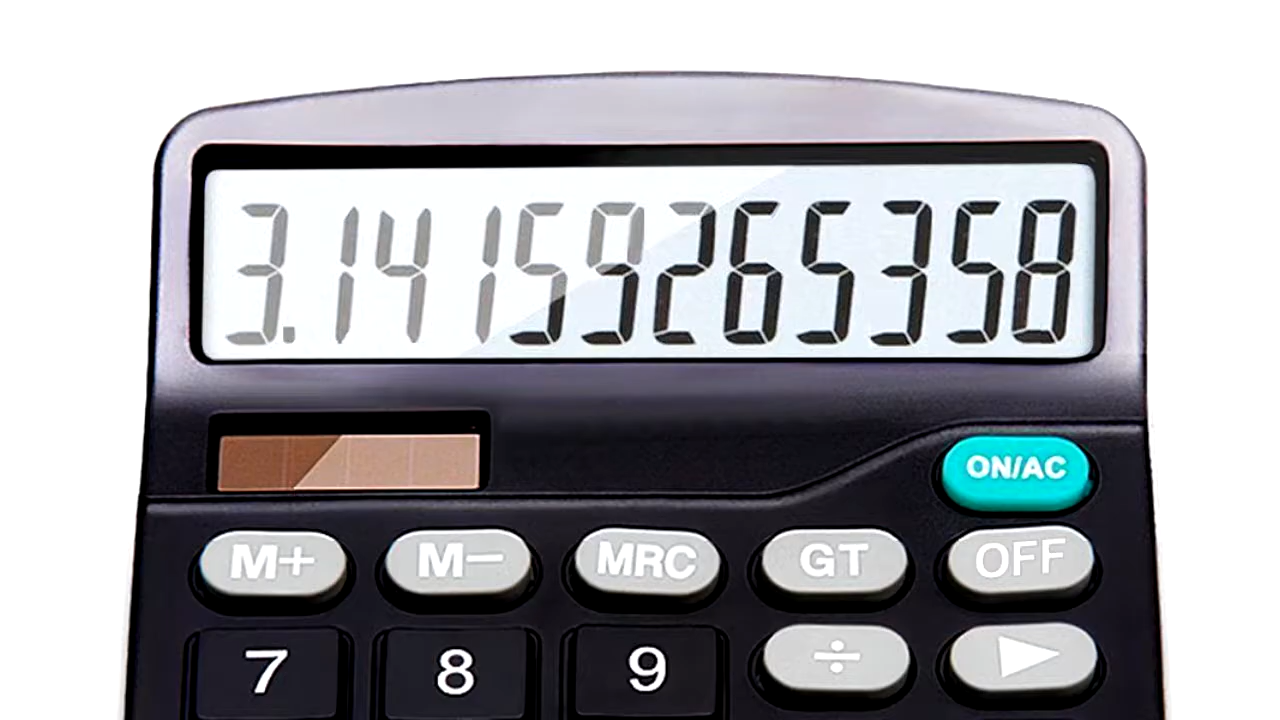 3.14159265358
ON/AC
M+ M− MRC GT OFF
7 8 9 ÷ ▶